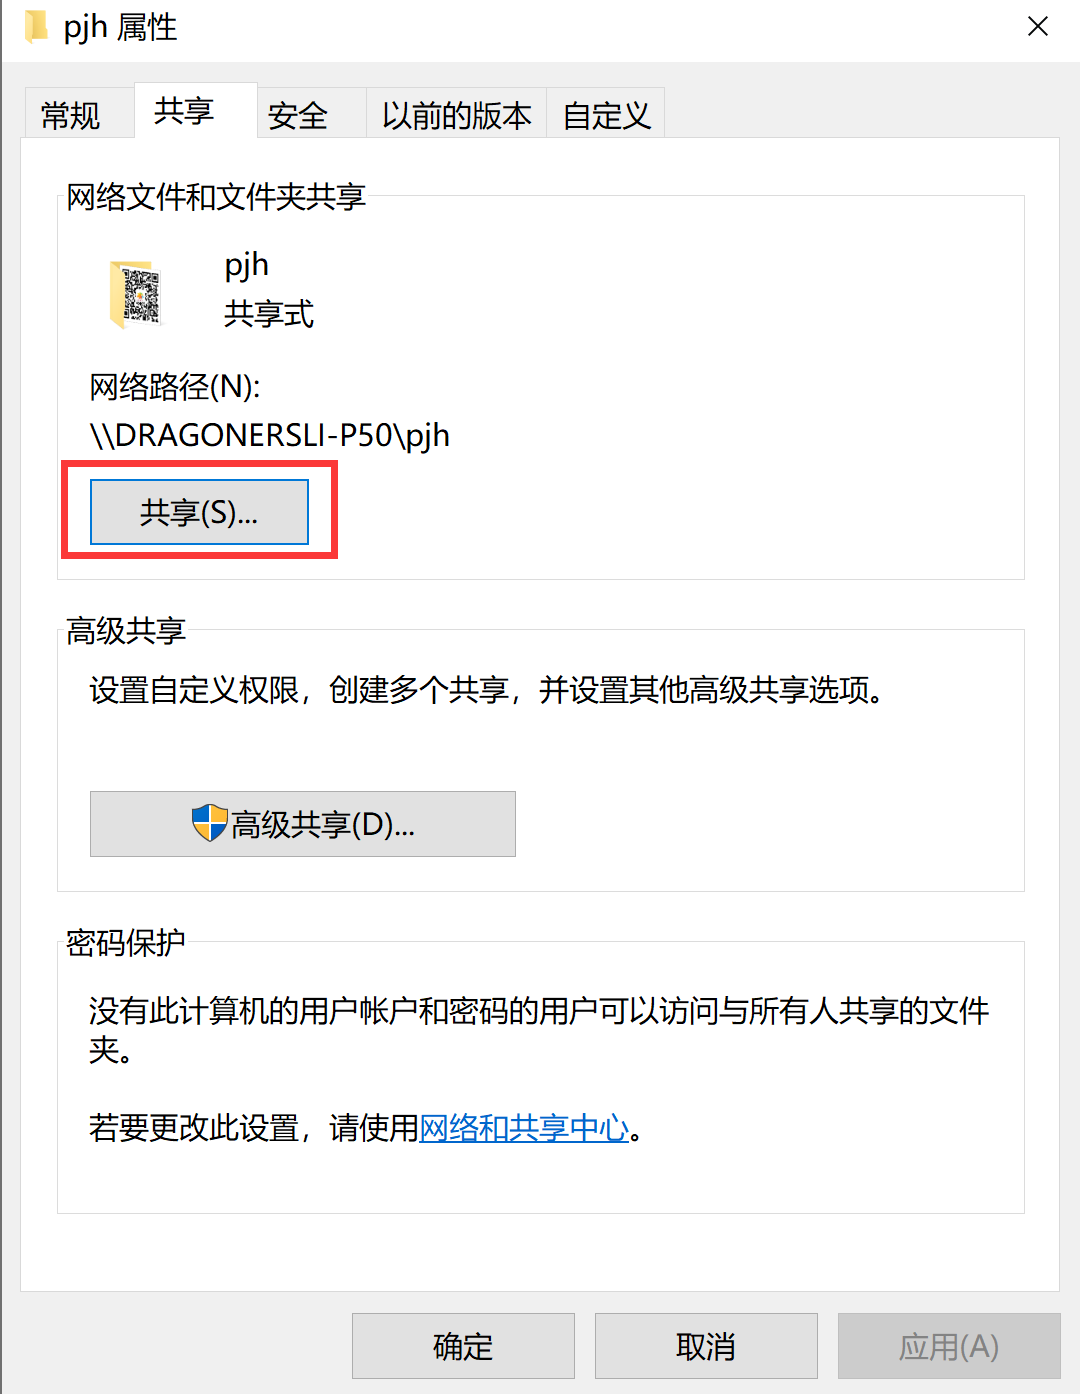 pjh 属性
常规
共享
安全
以前的版本
自定义
网络文件和文件夹共享
pjh
共享式
网络路径(N):
\\DRAGONERSLI-P50\pjh
共享(S)...
高级共享
设置自定义权限，创建多个共享，并设置其他高级共享选项。
高级共享(D)...
密码保护
没有此计算机的用户帐户和密码的用户可以访问与所有人共享的文件
夹。
若要更改此设置，请使用网络和共享中心。
确定
取消
应用(A)